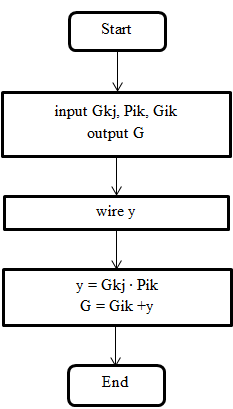 Start
input Gkj, Pik, Gik
output G
wire y
y = Gkj · Pik
G = Gik +y
End